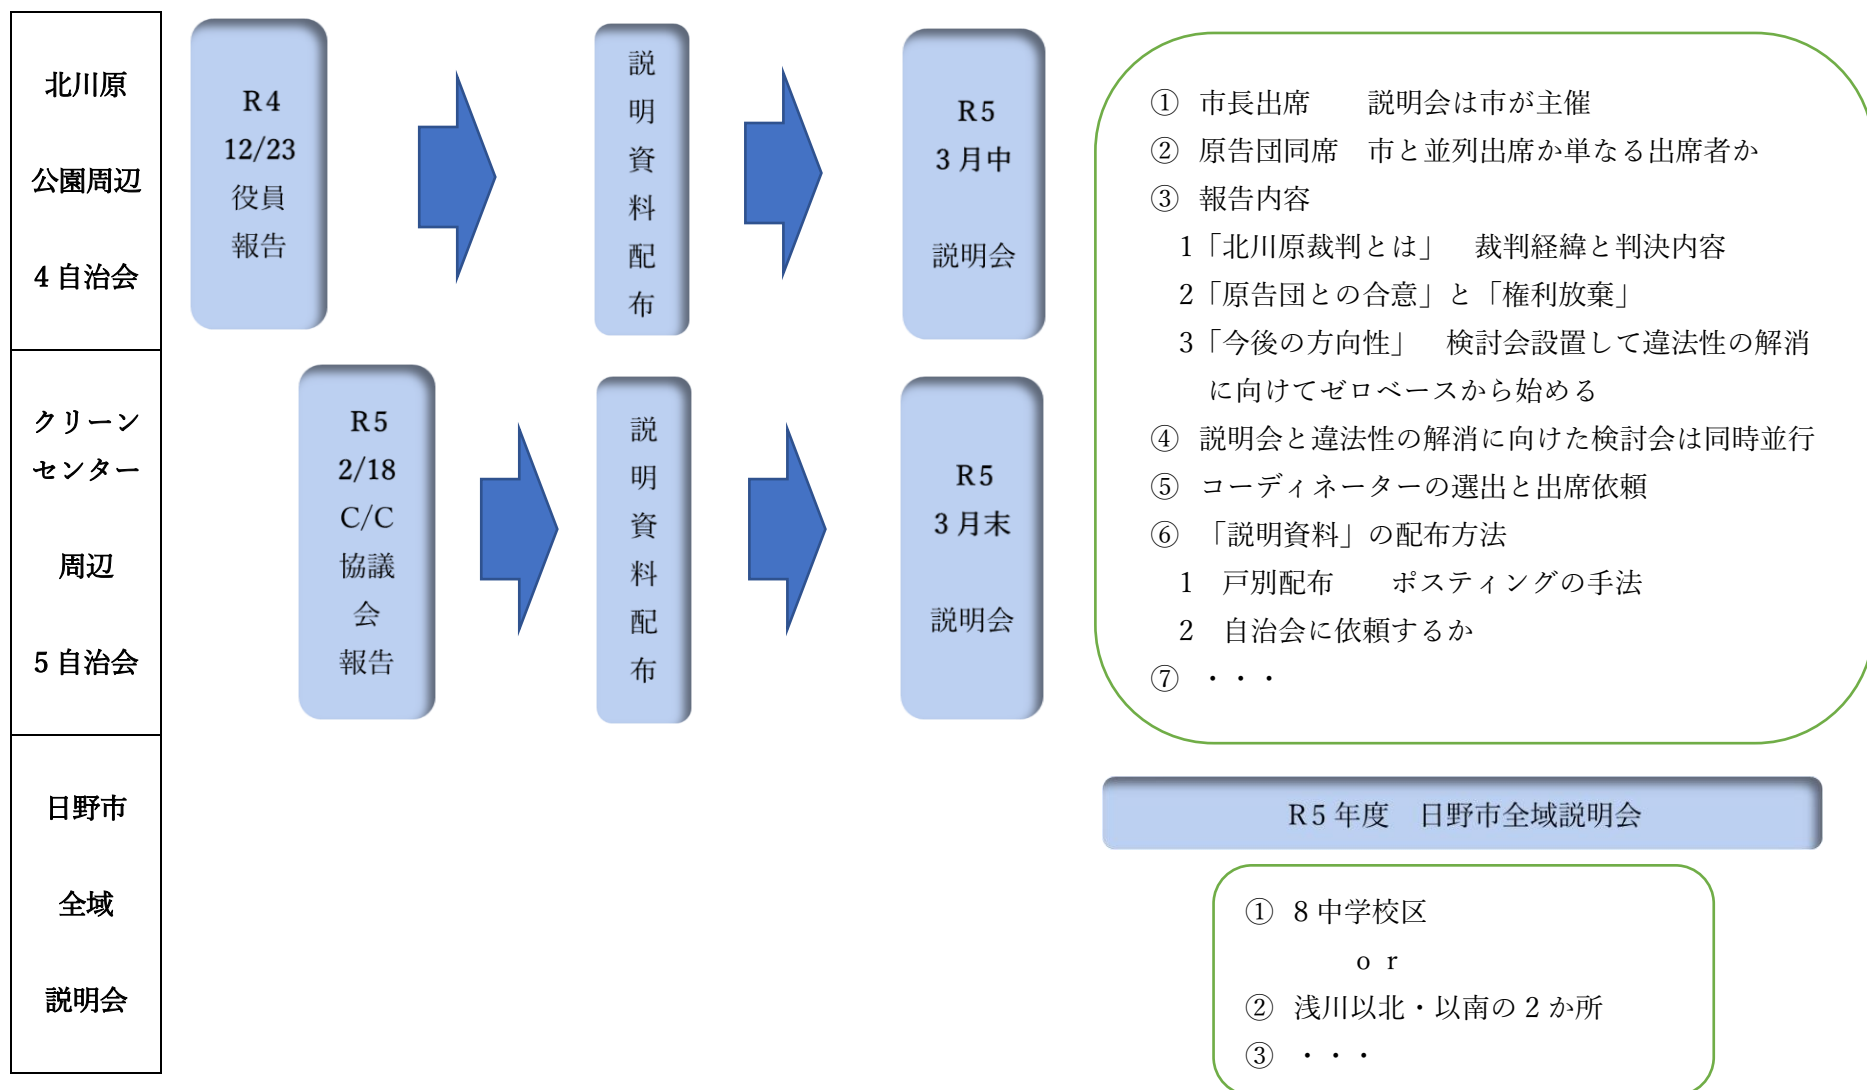 北川原
公園周辺
4自治会
R4
12/23
役員
報告
説
明
資
料
配
布
R5
3月中
説明会
① 市長出席　　説明会は市が主催
② 原告団同席　市と並列出席か単なる出席者か
③ 報告内容
1「北川原裁判とは」　裁判経緯と判決内容
2「原告団との合意」と「権利放棄」
3「今後の方向性」　検討会設置して違法性の解消
に向けてゼロベースから始める
④ 説明会と違法性の解消に向けた検討会は同時並行
⑤ コーディネーターの選出と出席依頼
⑥ 「説明資料」の配布方法
1　戸別配布　　ポスティングの手法
2　自治会に依頼するか
⑦ ・・・
クリーン
センター
周辺
5自治会
R5
2/18
C/C
協議
会
報告
説
明
資
料
配
布
R5
3月末
説明会
日野市
全域
説明会
R5年度　日野市全域説明会
① 8中学校区
or
② 浅川以北・以南の2か所
③ ・・・